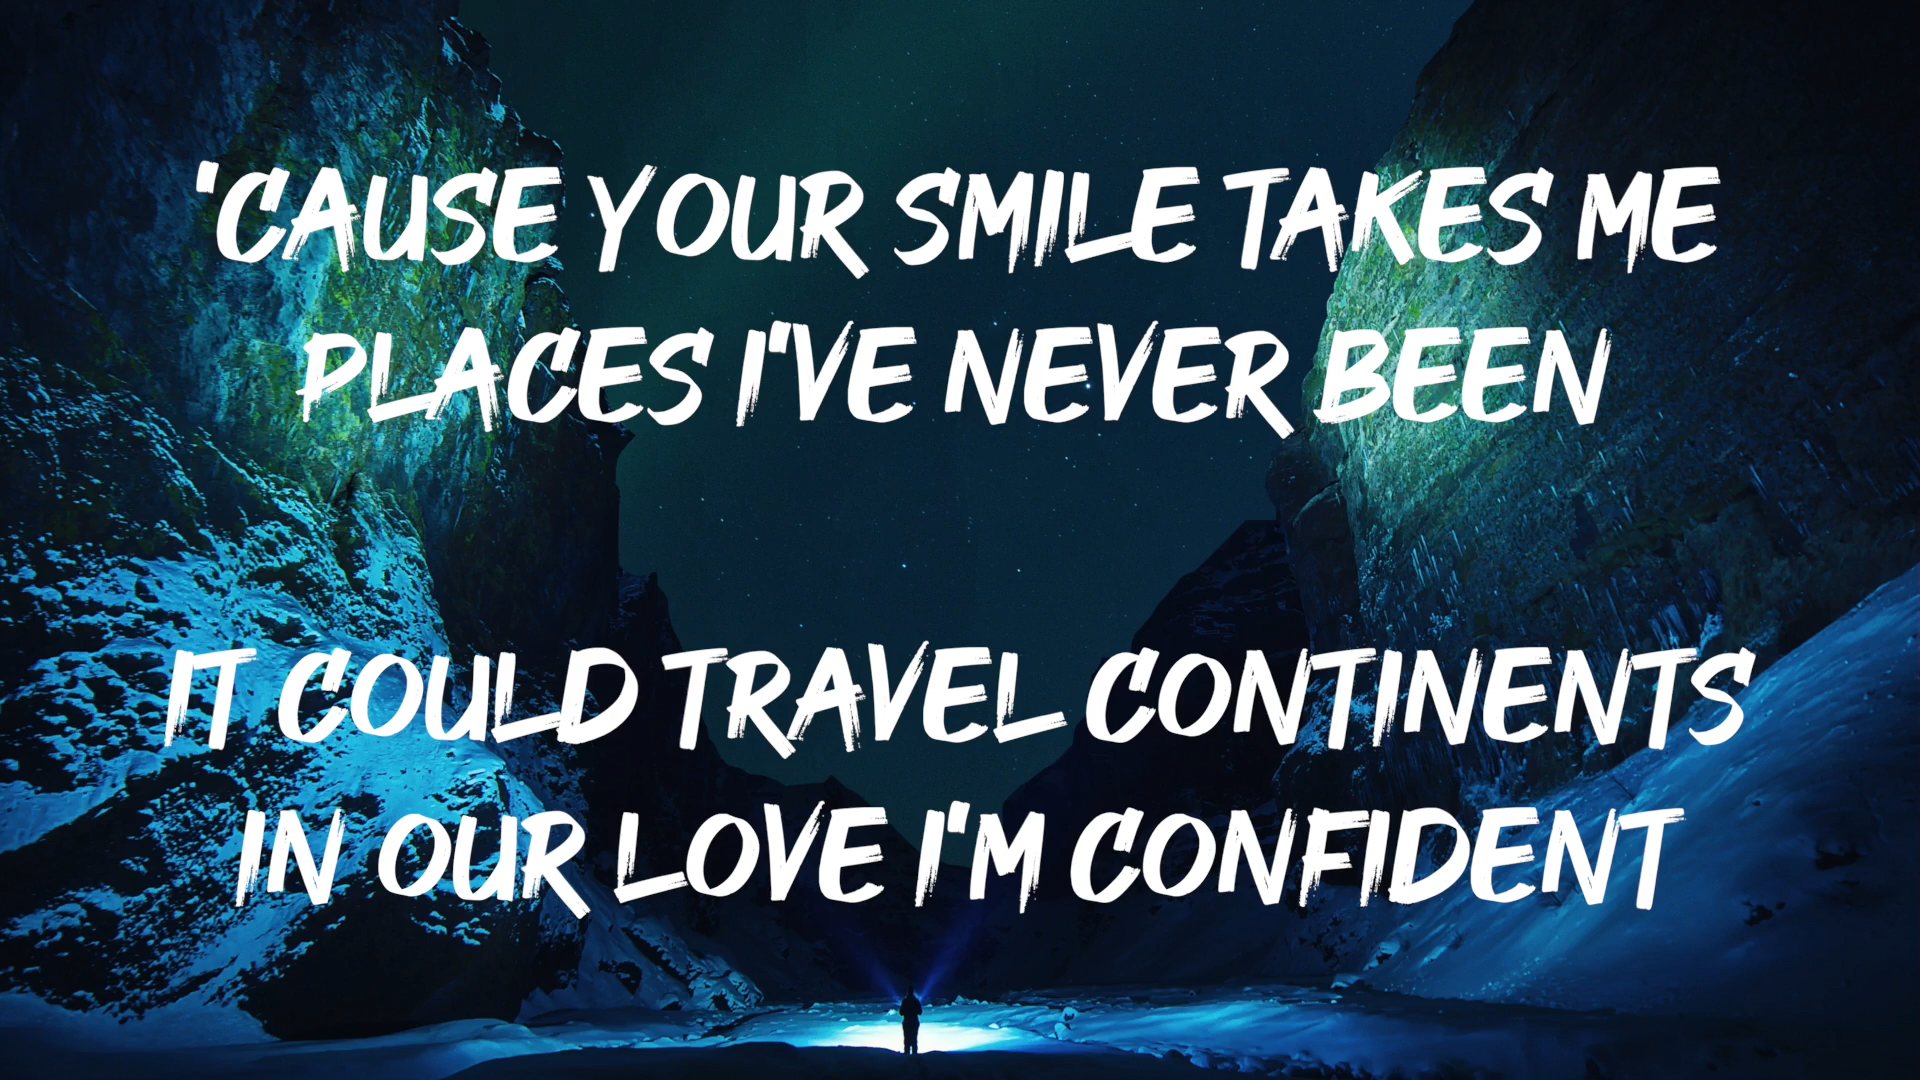 'CAUSE YOUR SMILE TAKES ME
PLACES I'VE NEVER BEEN
IT COULD TRAVEL CONTINENTS
IN OUR LOVE I'M CONFIDENT